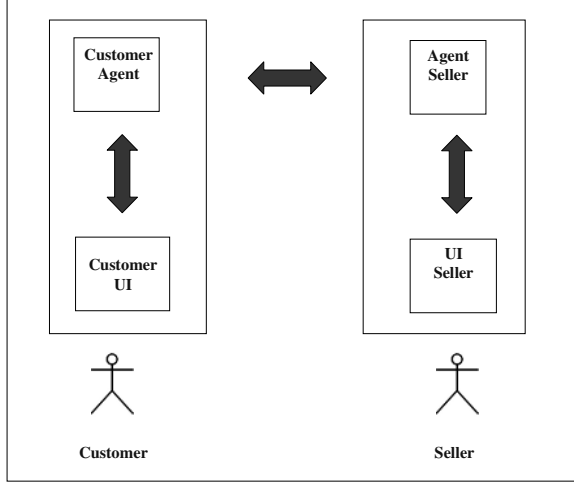 Customer
Agent
Agent
Seller
Customer
UI
UI
Seller
Customer
Seller